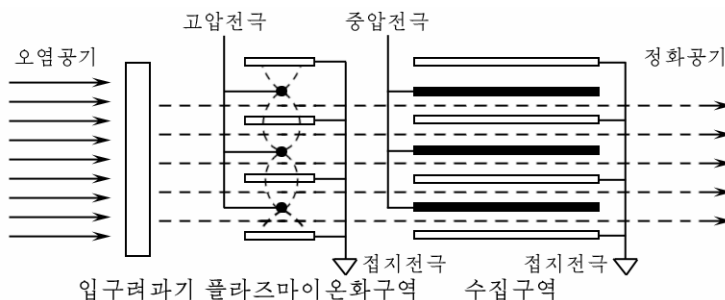 고압전극 중압전극
오염공기 정화공기
접지전극 접지전극
입구려과기 플라즈마이온화구역 수집구역